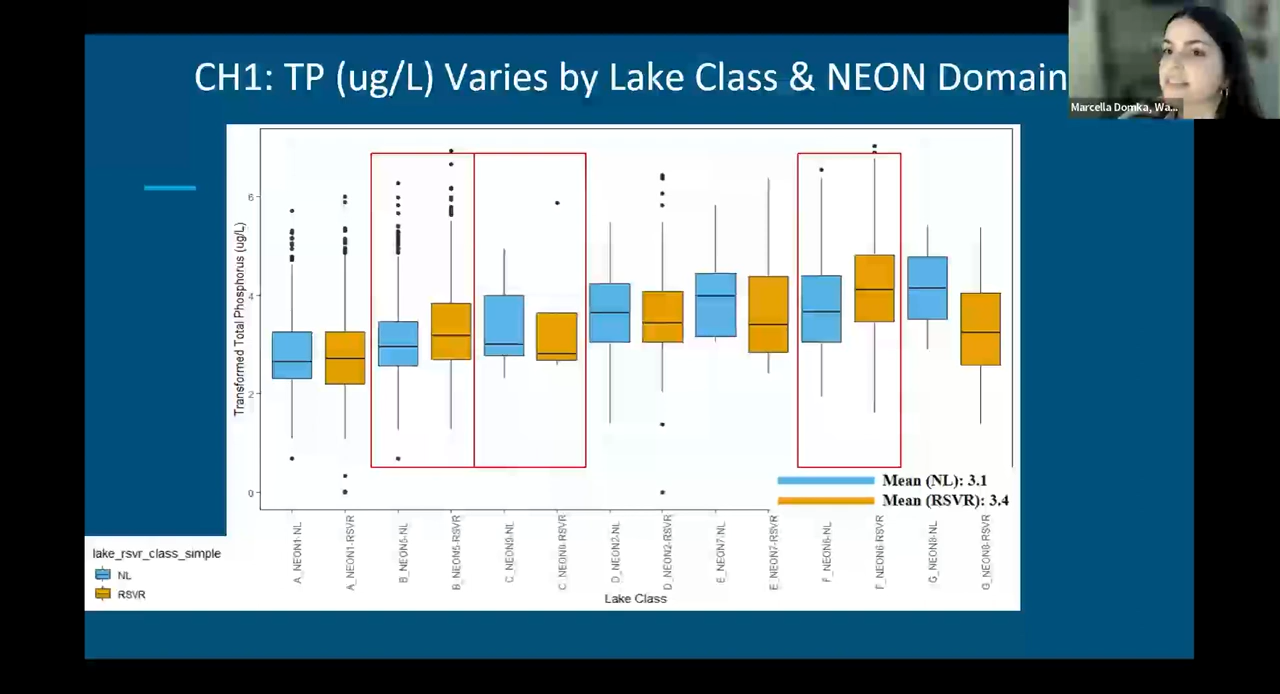 CH1: TP (ug/L) Varies by Lake Class & NEON Domain
Marcella Domka, Wa...
Transformed Total Phosphorus (ug/L)
6
4
2
0
Mean (NL): 3.1
Mean (RSVR): 3.4
A_NEON1-NL
A_NEON1-RSVR
B_NEON5-NL
B_NEON5-RSVR
C_NEON9-NL
C_NEON9-RSVR
D_NEON2-NL
D_NEON2-RSVR
E_NEON7-NL
E_NEON7-RSVR
F_NEON6-NL
F_NEON6-RSVR
G_NEON8-NL
G_NEON8-RSVR
Lake Class
lake_rsvr_class_simple
NL
RSVR